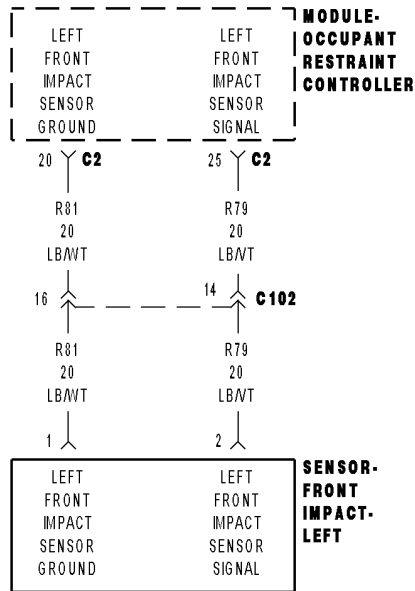 MODULE-
OCCUPANT
RESTRAINT
CONTROLLER
LEFT
FRONT
IMPACT
SENSOR
GROUND
LEFT
FRONT
IMPACT
SENSOR
SIGNAL
20 C2
25 C2
R81
20
LB/WT
R79
20
LB/VT
16
14 C102
R81
20
LB/WT
R79
20
LB/VT
1
2
LEFT
FRONT
IMPACT
SENSOR
GROUND
LEFT
FRONT
IMPACT
SENSOR
SIGNAL
SENSOR-
FRONT
IMPACT-
LEFT